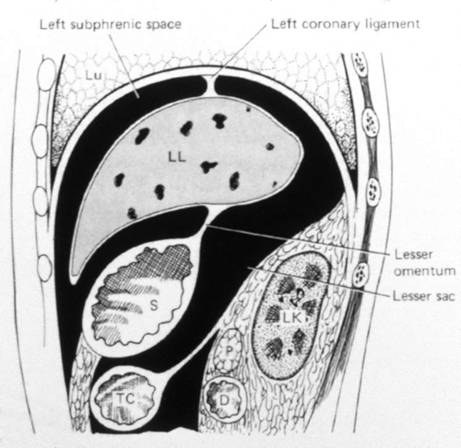 Left subphrenic space
Left coronary ligament
Lu
LL
Lesser
omentum
Lesser sac
S
LK
P
TC
D